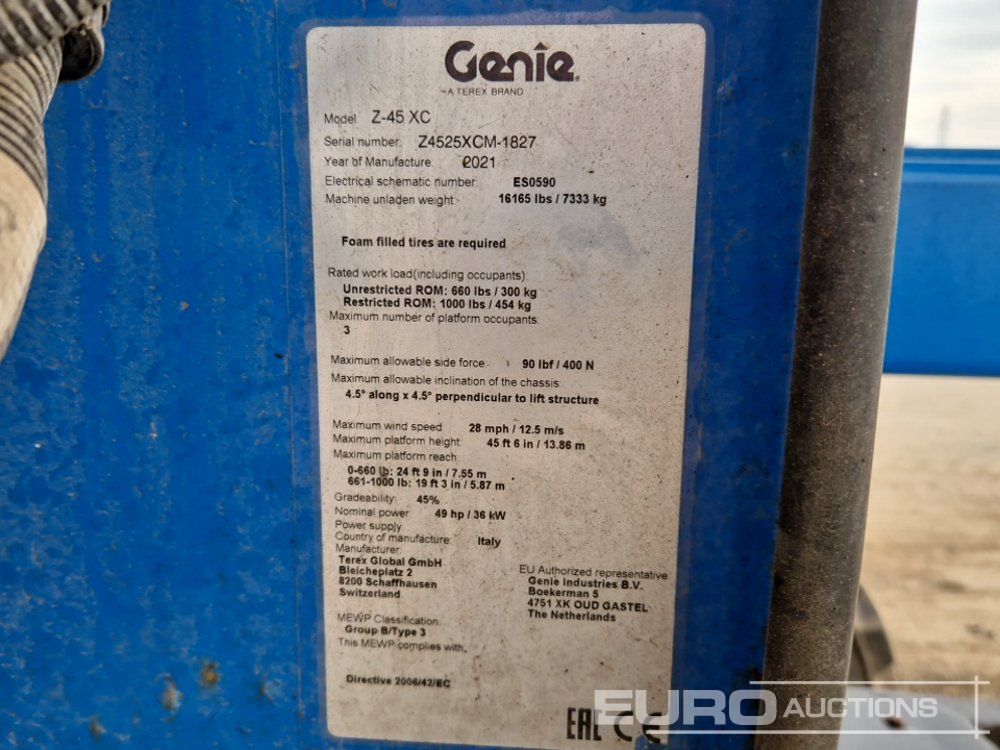 Genie
A TEREX BRAND
Model Z-45 XC
Serial number: Z4525XCM-1827
Year of Manufacture 2021
Electrical schematic number: ES0590
Machine unladen weight: 16165 lbs / 7333 kg
Foam filled tires are required
Rated work load(including occupants):
Unrestricted ROM: 660 lbs / 300 kg
Restricted ROM: 1000 lbs / 454 kg
Maximum number of platform occupants:
3
Maximum allowable side force: 90 lbf / 400 N
Maximum allowable inclination of the chassis:
4.5° along x 4.5° perpendicular to lift structure
Maximum wind speed: 28 mph / 12.5 m/s
Maximum platform height: 45 ft 6 in / 13.86 m
Maximum platform reach
0-660 lb: 24 ft 9 in / 7.55 m
661-1000 lb: 19 ft 3 in / 5.87 m
Gradeability: 45%
Nominal power 49 hp / 36 kW
Power supply:
Country of manufacture: Italy
Manufacturer:
Terex Global GmbH
Bleicheplatz 2
8200 Schaffhausen
Switzerland
EU Authorized representative:
Genie Industries B.V.
Boekerman 5
4751 XK OUD GASTEL
The Netherlands
MEWP Classification:
Group B/Type 3
This MEWP complies with:
Directive 2006/42/EC
EAC CE
EURO AUCTIONS